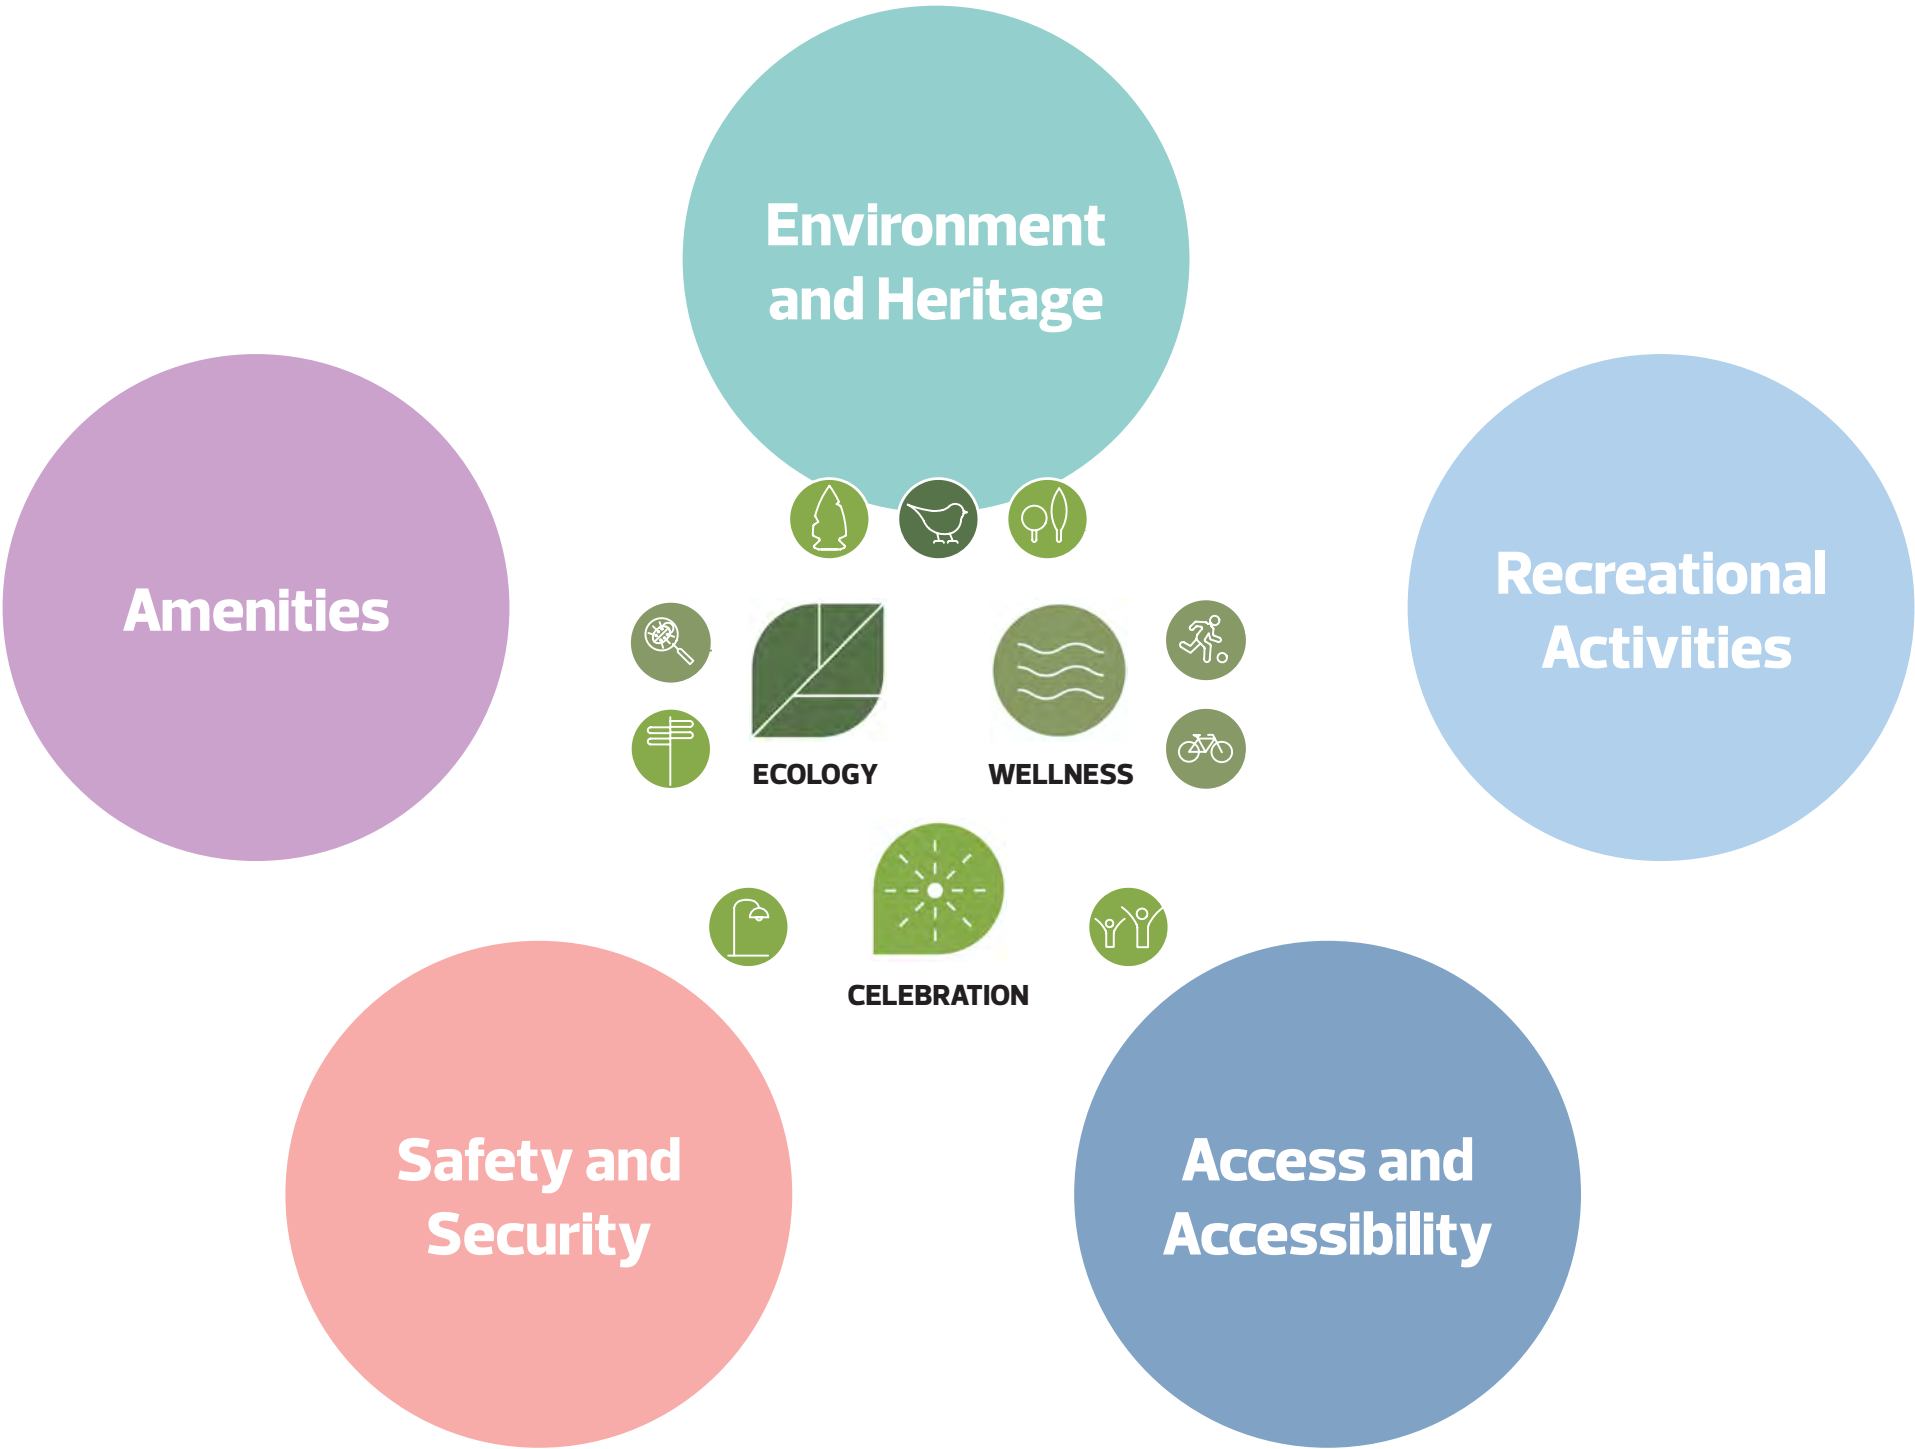 Environment
and Heritage
Amenities
Recreational
Activities
ECOLOGY
WELLNESS
CELEBRATION
Safety and
Security
Access and
Accessibility